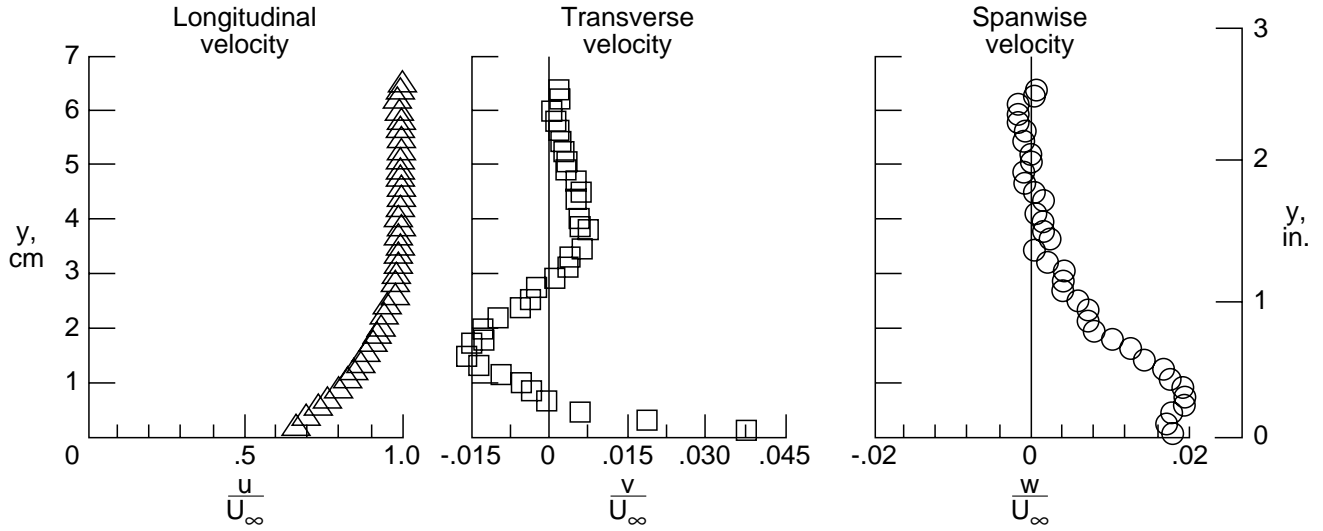 Longitudinal
velocity
Transverse
velocity
Spanwise
velocity
7
6
5
4
3
2
1
0
y,
cm
.5
1.0
u
U∞
-.015
0
.015
.030
.045
v
U∞
-.02
0
.02
w
U∞
3
2
1
0
y,
in.